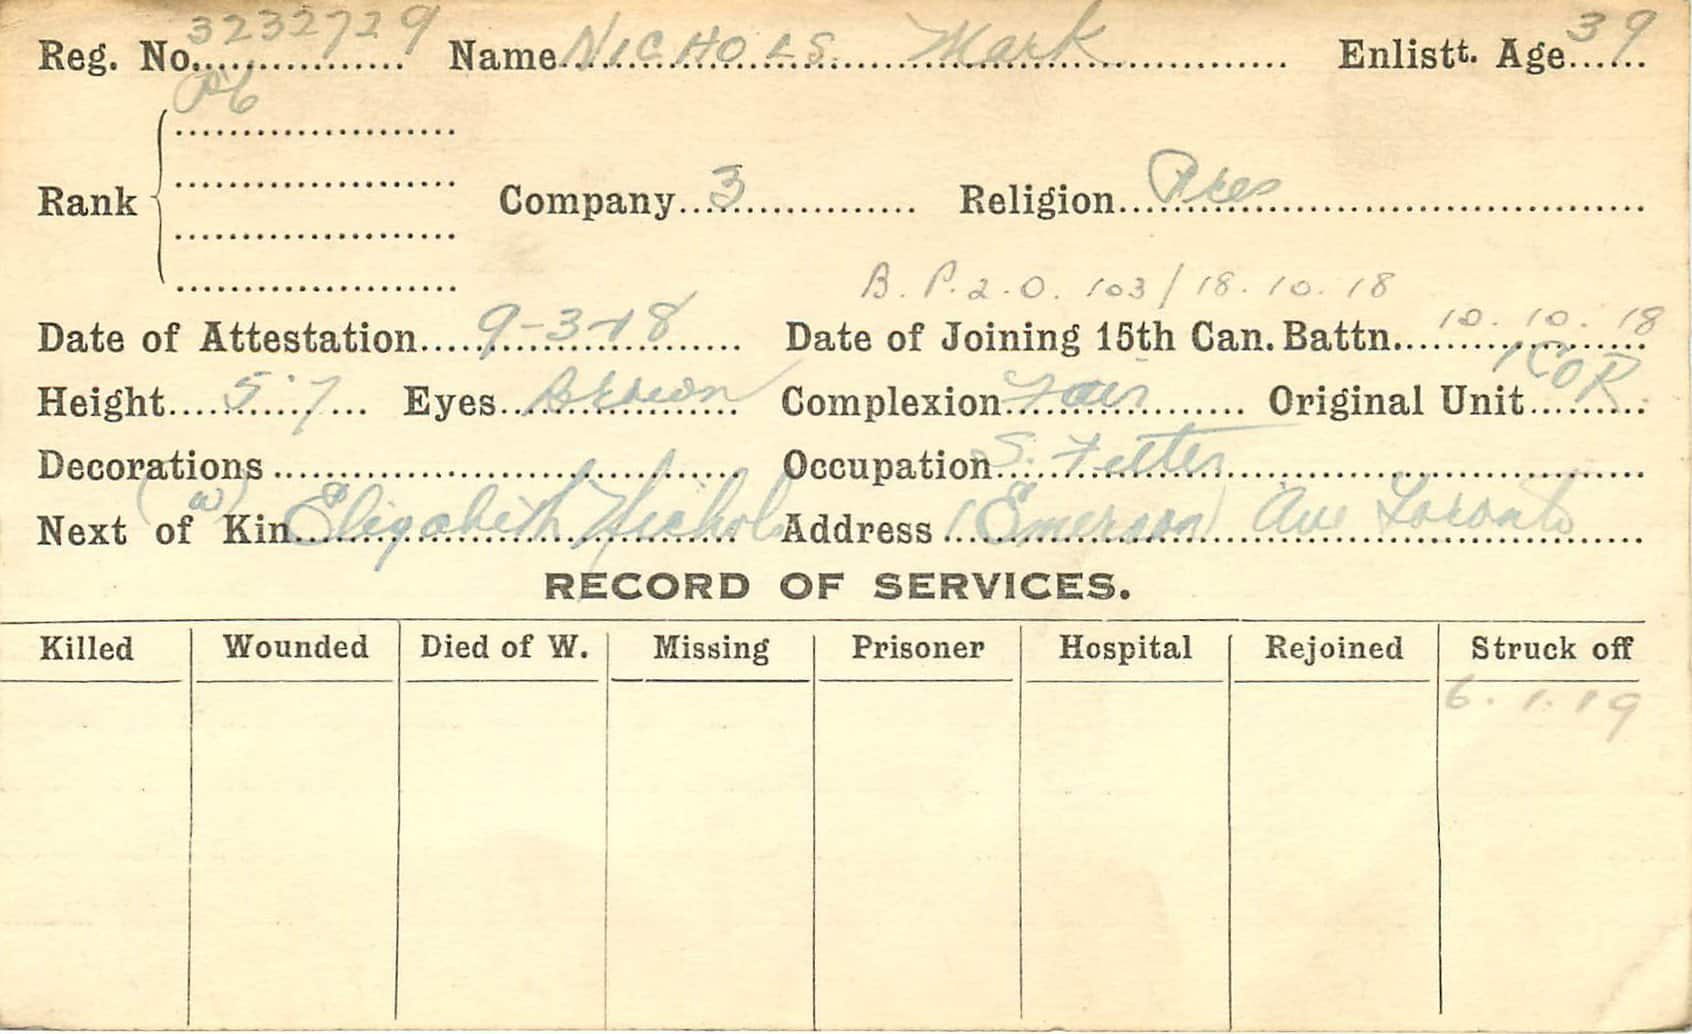 Reg. No. 3232729 Name NICHOLS. Mark Enlistt. Age 39
Pte
Rank Company 3 Religion Pres
B. P. 2. O. 103/18.10.18
Date of Attestation 9-3-18 Date of Joining 15th Can. Battn. 10.10.18
Height 5'7 Eyes Brown Complexion Fair Original Unit 1COR.
Decorations Occupation S. Fitter
(w)
Next of Kin Elizabeth Nichols Address Emerson Ave Toronto
RECORD OF SERVICES.
Killed Wounded Died of W. Missing Prisoner Hospital Rejoined Struck off
6.1.19